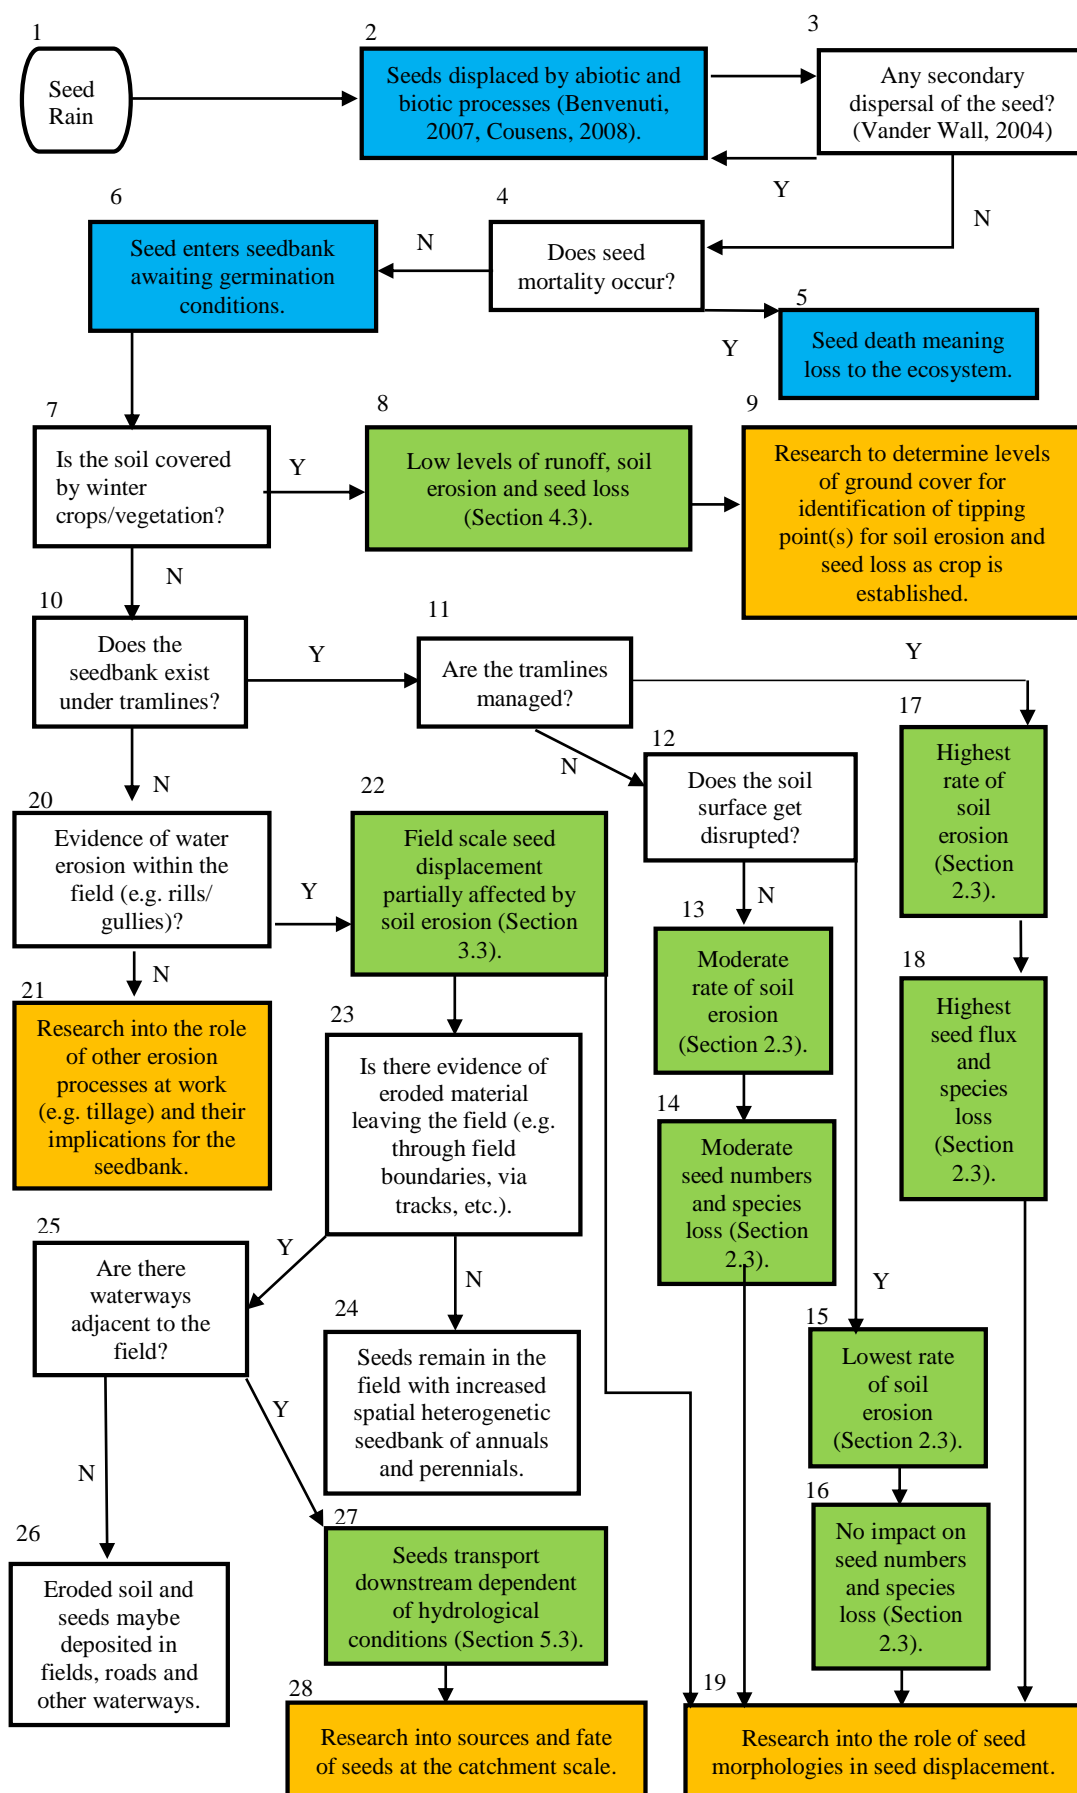 1
Seed
Rain
2
Seeds displaced by abiotic and
biotic processes (Benvenuti,
2007, Cousens, 2008).
3
Any secondary
dispersal of the seed?
(Vander Wall, 2004)
Y
N
4
Does seed
mortality occur?
N
Y
5
Seed death meaning
loss to the ecosystem.
6
Seed enters seedbank
awaiting germination
conditions.
7
Is the soil covered
by winter
crops/vegetation?
Y
N
8
Low levels of runoff, soil
erosion and seed loss
(Section 4.3).
9
Research to determine levels
of ground cover for
identification of tipping
point(s) for soil erosion and
seed loss as crop is
established.
10
Does the
seedbank exist
under tramlines?
Y
N
11
Are the tramlines
managed?
Y
N
12
Does the soil
surface get
disrupted?
N
Y
13
Moderate
rate of soil
erosion
(Section 2.3).
14
Moderate
seed numbers
and species
loss (Section
2.3).
15
Lowest rate
of soil
erosion
(Section 2.3).
16
No impact on
seed numbers
and species
loss (Section
2.3).
17
Highest
rate of
soil
erosion
(Section
2.3).
18
Highest
seed flux
and
species
loss
(Section
2.3).
19
Research into the role of seed
morphologies in seed displacement.
20
Evidence of water
erosion within the
field (e.g. rills/
gullies)?
Y
N
21
Research into the role
of other erosion
processes at work
(e.g. tillage) and their
implications for the
seedbank.
22
Field scale seed
displacement
partially affected by
soil erosion (Section
3.3).
23
Is there evidence of
eroded material
leaving the field (e.g.
through field
boundaries, via
tracks, etc.).
Y
N
24
Seeds remain in the
field with increased
spatial heterogenetic
seedbank of annuals
and perennials.
25
Are there
waterways
adjacent to the
field?
Y
N
26
Eroded soil and
seeds maybe
deposited in
fields, roads and
other waterways.
27
Seeds transport
downstream dependent
of hydrological
conditions (Section 5.3).
28
Research into sources and fate
of seeds at the catchment scale.